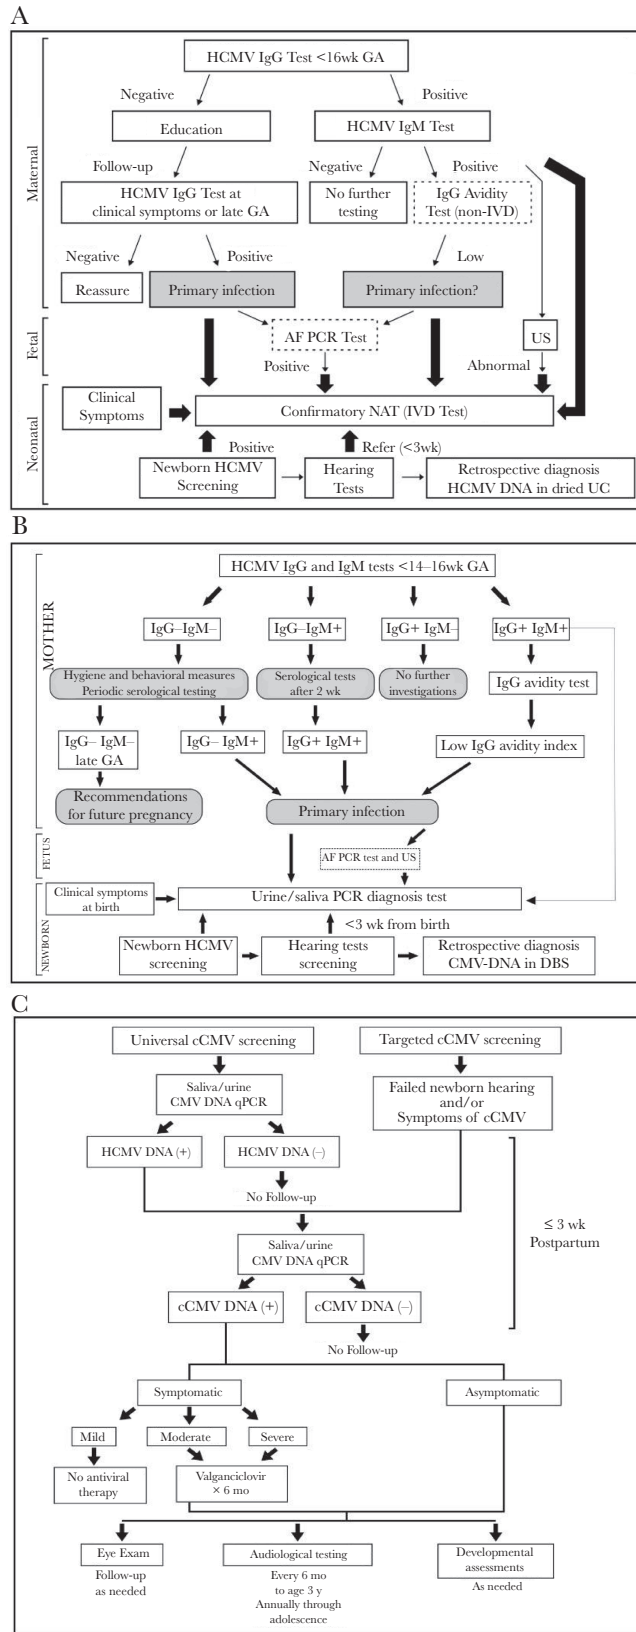 A
HCMV IgG Test <16wk GA
Negative
Positive
Education
HCMV IgM Test
Follow-up
Negative
Positive
HCMV IgG Test at
clinical symptoms or late GA
No further
testing
IgG Avidity
Test (non-IVD)
Negative
Positive
Low
Reassure
Primary infection
Primary infection?
Maternal
AF PCR Test
US
Fetal
Positive
Abnormal
Clinical
Symptoms
Confirmatory NAT (IVD Test)
Neonatal
Positive
Refer (<3wk)
Newborn HCMV
Screening
Hearing
Tests
Retrospective diagnosis
HCMV DNA in dried UC
B
HCMV IgG and IgM tests <14–16wk GA
MOTHER
IgG– IgM–
IgG–IgM+
IgG+ IgM–
IgG+ IgM+
Hygiene and behavioral measures
Periodic serological testing
Serological tests
after 2 wk
No further
investigations
IgG avidity test
IgG– IgM–
late GA
IgG– IgM+
IgG+ IgM+
Low IgG avidity index
Recommendations
for future pregnancy
Primary infection
FETUS
AF PCR test and US
Clinical symptoms
at birth
Urine/saliva PCR diagnosis test
NEWBORN
<3 wk from birth
Newborn HCMV
screening
Hearing tests
screening
Retrospective diagnosis
CMV-DNA in DBS
C
Universal cCMV screening
Targeted cCMV screening
Saliva/urine
CMV DNA qPCR
Failed newborn hearing
and/or
Symptoms of cCMV
HCMV DNA (+)
HCMV DNA (–)
No Follow-up
Saliva/urine
CMV DNA qPCR
≤ 3 wk
Postpartum
cCMV DNA (+)
cCMV DNA (–)
No Follow-up
Symptomatic
Asymptomatic
Mild
Moderate
Severe
No antiviral
therapy
Valganciclovir
× 6 mo
Eye Exam
Audiological testing
Developmental
assessments
Follow-up
as needed
Every 6 mo
to age 3 y
Annually through
adolescence
As needed